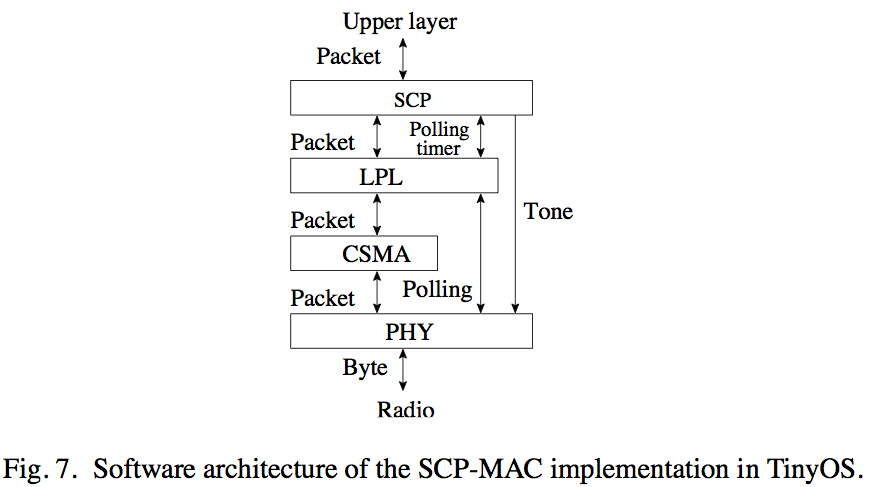 Upper layer
Packet
SCP
Packet
Polling
timer
LPL
Tone
Packet
CSMA
Packet
Polling
PHY
Byte
Radio
Fig. 7. Software architecture of the SCP-MAC implementation in TinyOS.